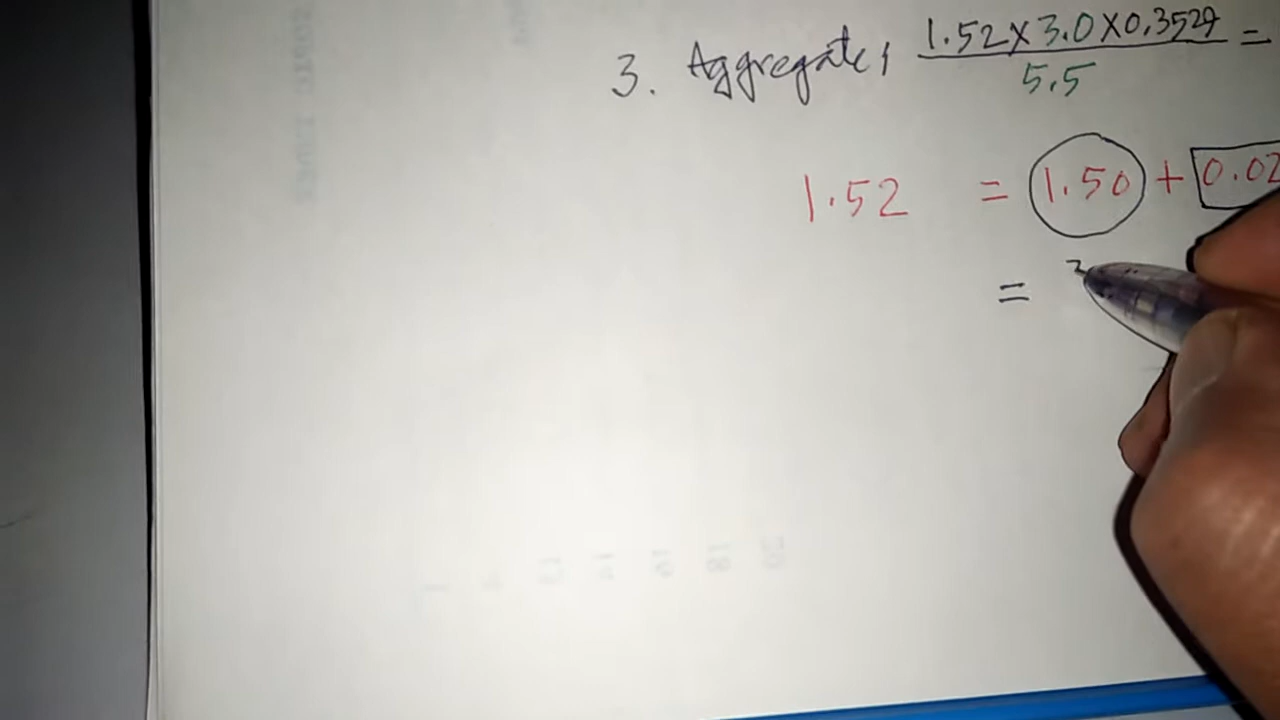 3. Aggregate, 1.52 x 3.0 x 0.3529 / 5.5 =
1.52 = 1.50 + 0.02
=